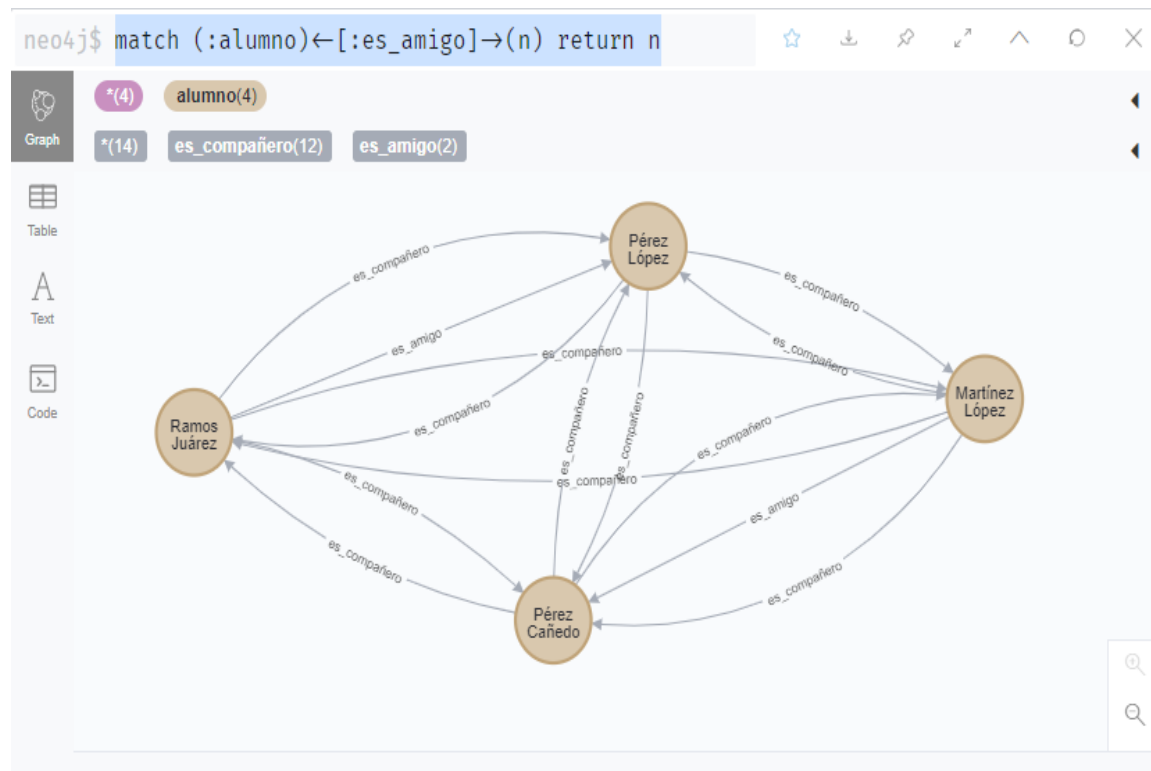 neo4j$ match (:alumno)←[:es_amigo]→(n) return n
*(4) alumno(4)
Graph
*(14) es_compañero(12) es_amigo(2)
Table
Text
Code
Pérez
López
es_compañero
es_compañero
es_amigo
es_compañero
es_compañero
Martínez
López
Ramos
Juárez
es_compañero
es_compañero
es_compañero
es_compañero
es_compañero
es_compañero
es_amigo
es_compañero
es_compañero
Pérez
Cañedo